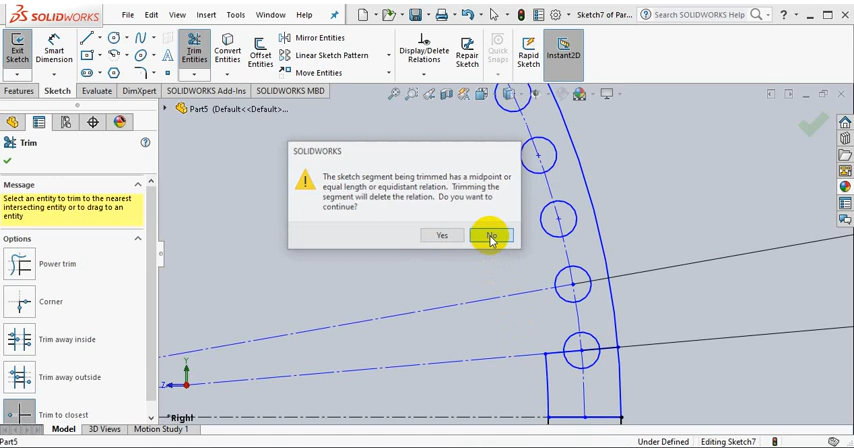 SOLIDWORKS File Edit View Insert Tools Window Help Sketch7 of Par... Search SOLIDWORKS Help
Exit Sketch Smart Dimension Trim Entities Convert Entities Offset Entities Mirror Entities Linear Sketch Pattern Move Entities Display/Delete Relations Repair Sketch Quick Snaps Rapid Sketch Instant2D
Features Sketch Evaluate DimXpert SOLIDWORKS Add-Ins SOLIDWORKS MBD
Part5 (Default<<Default>...
Trim
Message
Select an entity to trim to the nearest
intersecting entity or to drag to an
entity
Options
Power trim
Corner
Trim away inside
Trim away outside
Trim to closest
SOLIDWORKS
The sketch segment being trimmed has a midpoint or
equal length or equidistant relation. Trimming the
segment will delete the relation. Do you want to
continue?
Yes No
Y
Z
*Right
Model 3D Views Motion Study 1
Part5 Under Defined Editing Sketch7